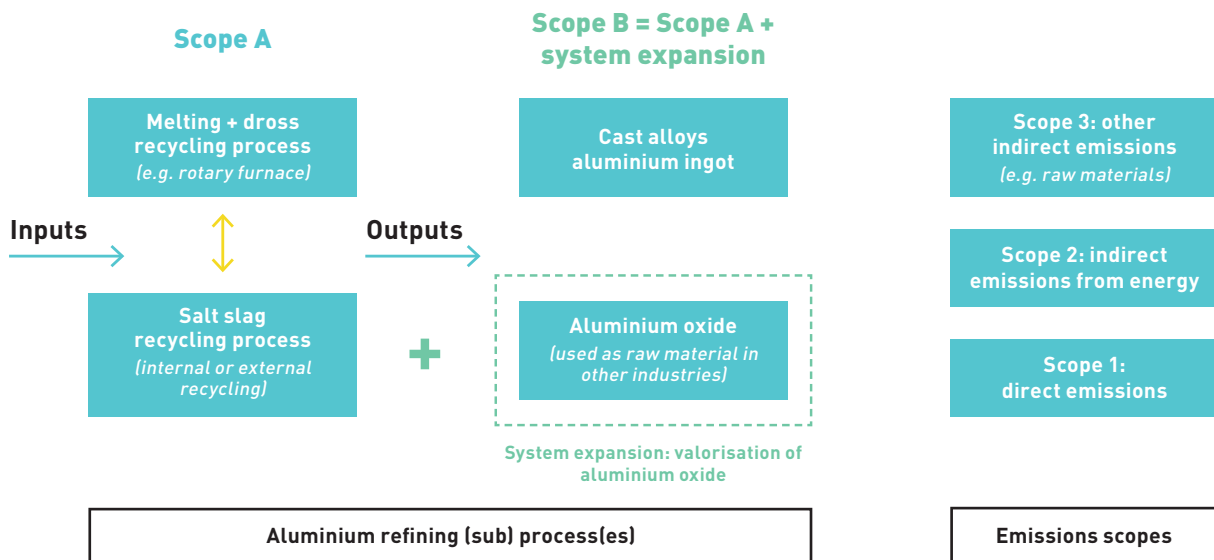 Scope A
Scope B = Scope A +
system expansion
Melting + dross
recycling process
(e.g. rotary furnace)
Cast alloys
aluminium ingot
Scope 3: other
indirect emissions
(e.g. raw materials)
Inputs
Outputs
Scope 2: indirect
emissions from energy
Salt slag
recycling process
(internal or external
recycling)
+
Aluminium oxide
(used as raw material in
other industries)
Scope 1:
direct emissions
System expansion: valorisation of
aluminium oxide
Aluminium refining (sub) process(es)
Emissions scopes